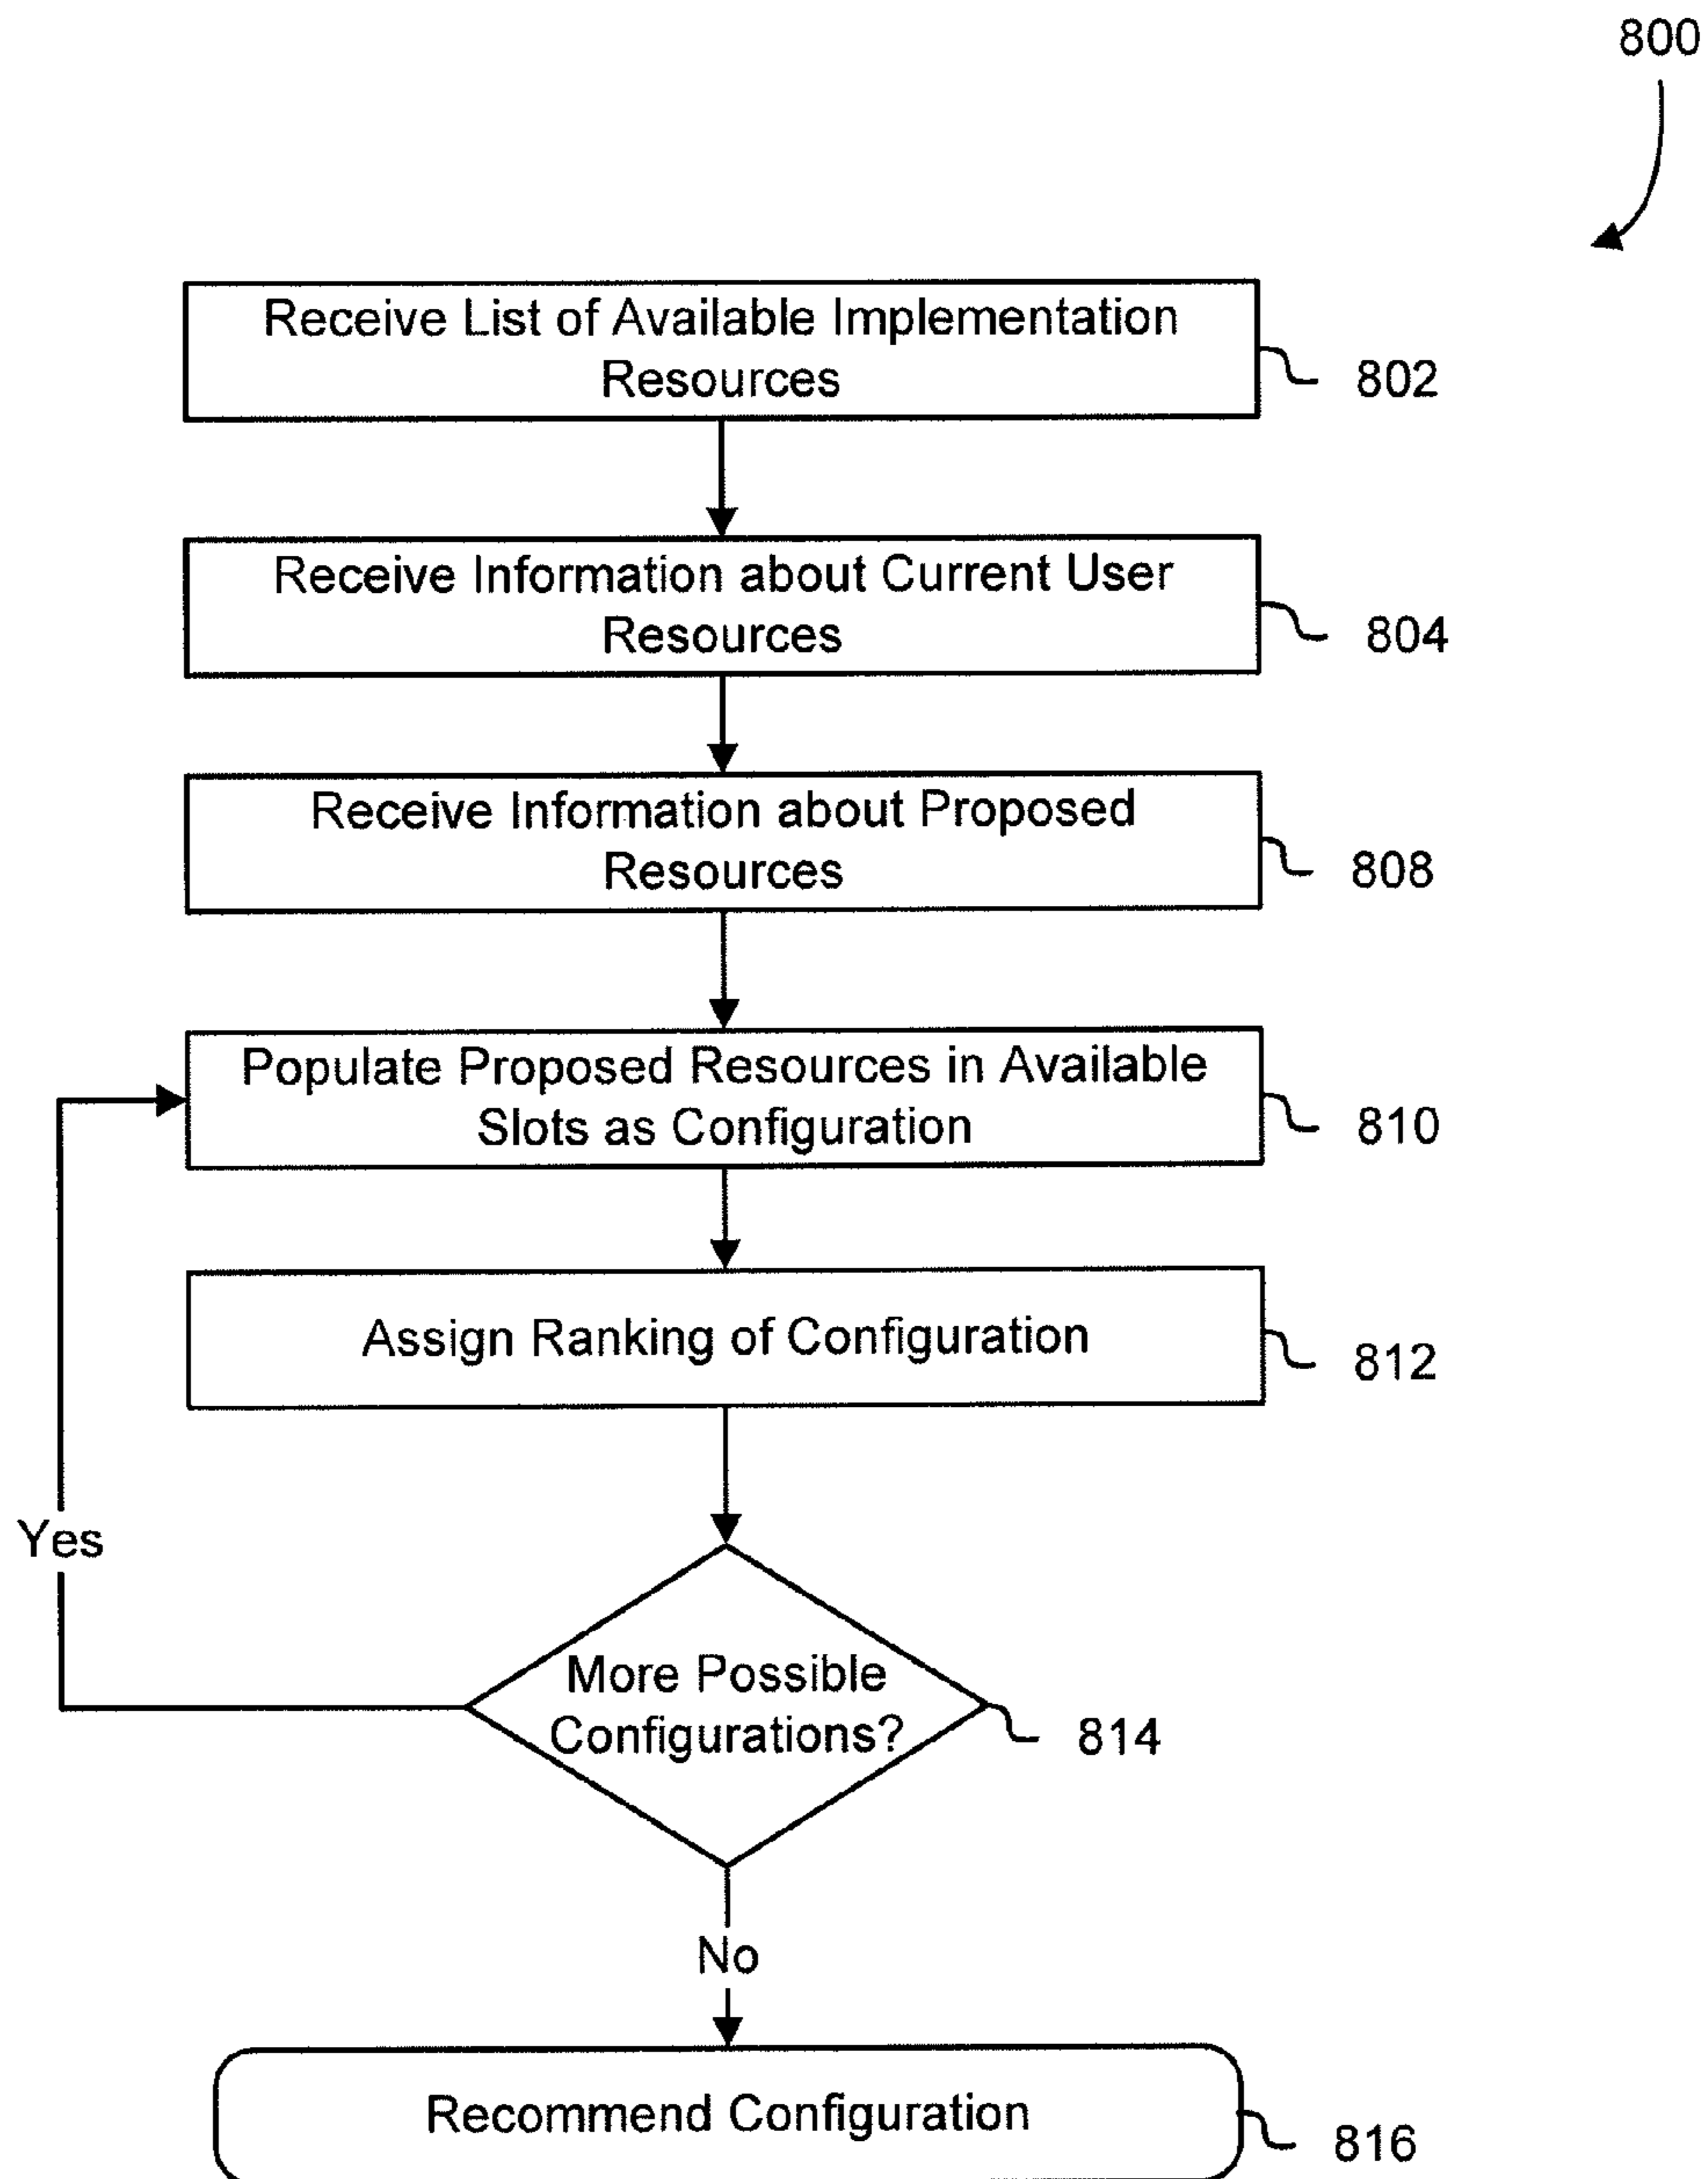 800
Receive List of Available Implementation
Resources
802
Receive Information about Current User
Resources
804
Receive Information about Proposed
Resources
808
Populate Proposed Resources in Available
Slots as Configuration
810
Assign Ranking of Configuration
812
Yes
More Possible
Configurations?
814
No
Recommend Configuration
816